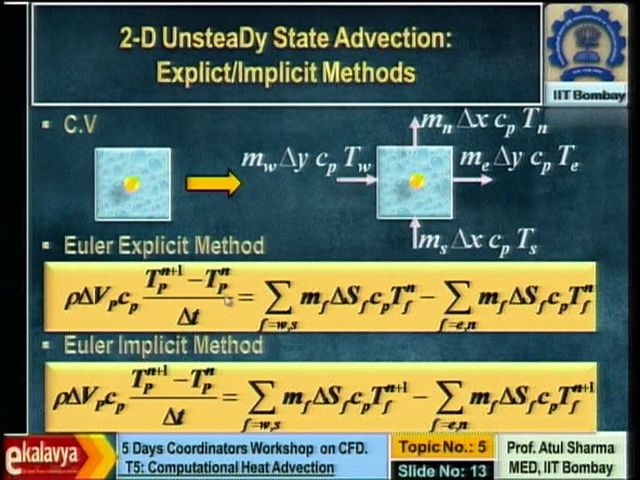 2-D UnsteaDy State Advection:
Explict/Implicit Methods
IIT Bombay
C.V
m_n Δx c_p T_n
m_w Δy c_p T_w
m_e Δy c_p T_e
m_s Δx c_p T_s
Euler Explicit Method
ρΔV_P c_p (T_P^{n+1} − T_P^n)/Δt = Σ_{f=w,s} m_f ΔS_f c_p T_f^n − Σ_{f=e,n} m_f ΔS_f c_p T_f^n
Euler Implicit Method
ρΔV_P c_p (T_P^{n+1} − T_P^n)/Δt = Σ_{f=w,s} m_f ΔS_f c_p T_f^{n+1} − Σ_{f=e,n} m_f ΔS_f c_p T_f^{n+1}
ekalavya
5 Days Coordinators Workshop on CFD.
T5: Computational Heat Advection
Topic No.: 5
Slide No: 13
Prof. Atul Sharma
MED, IIT Bombay